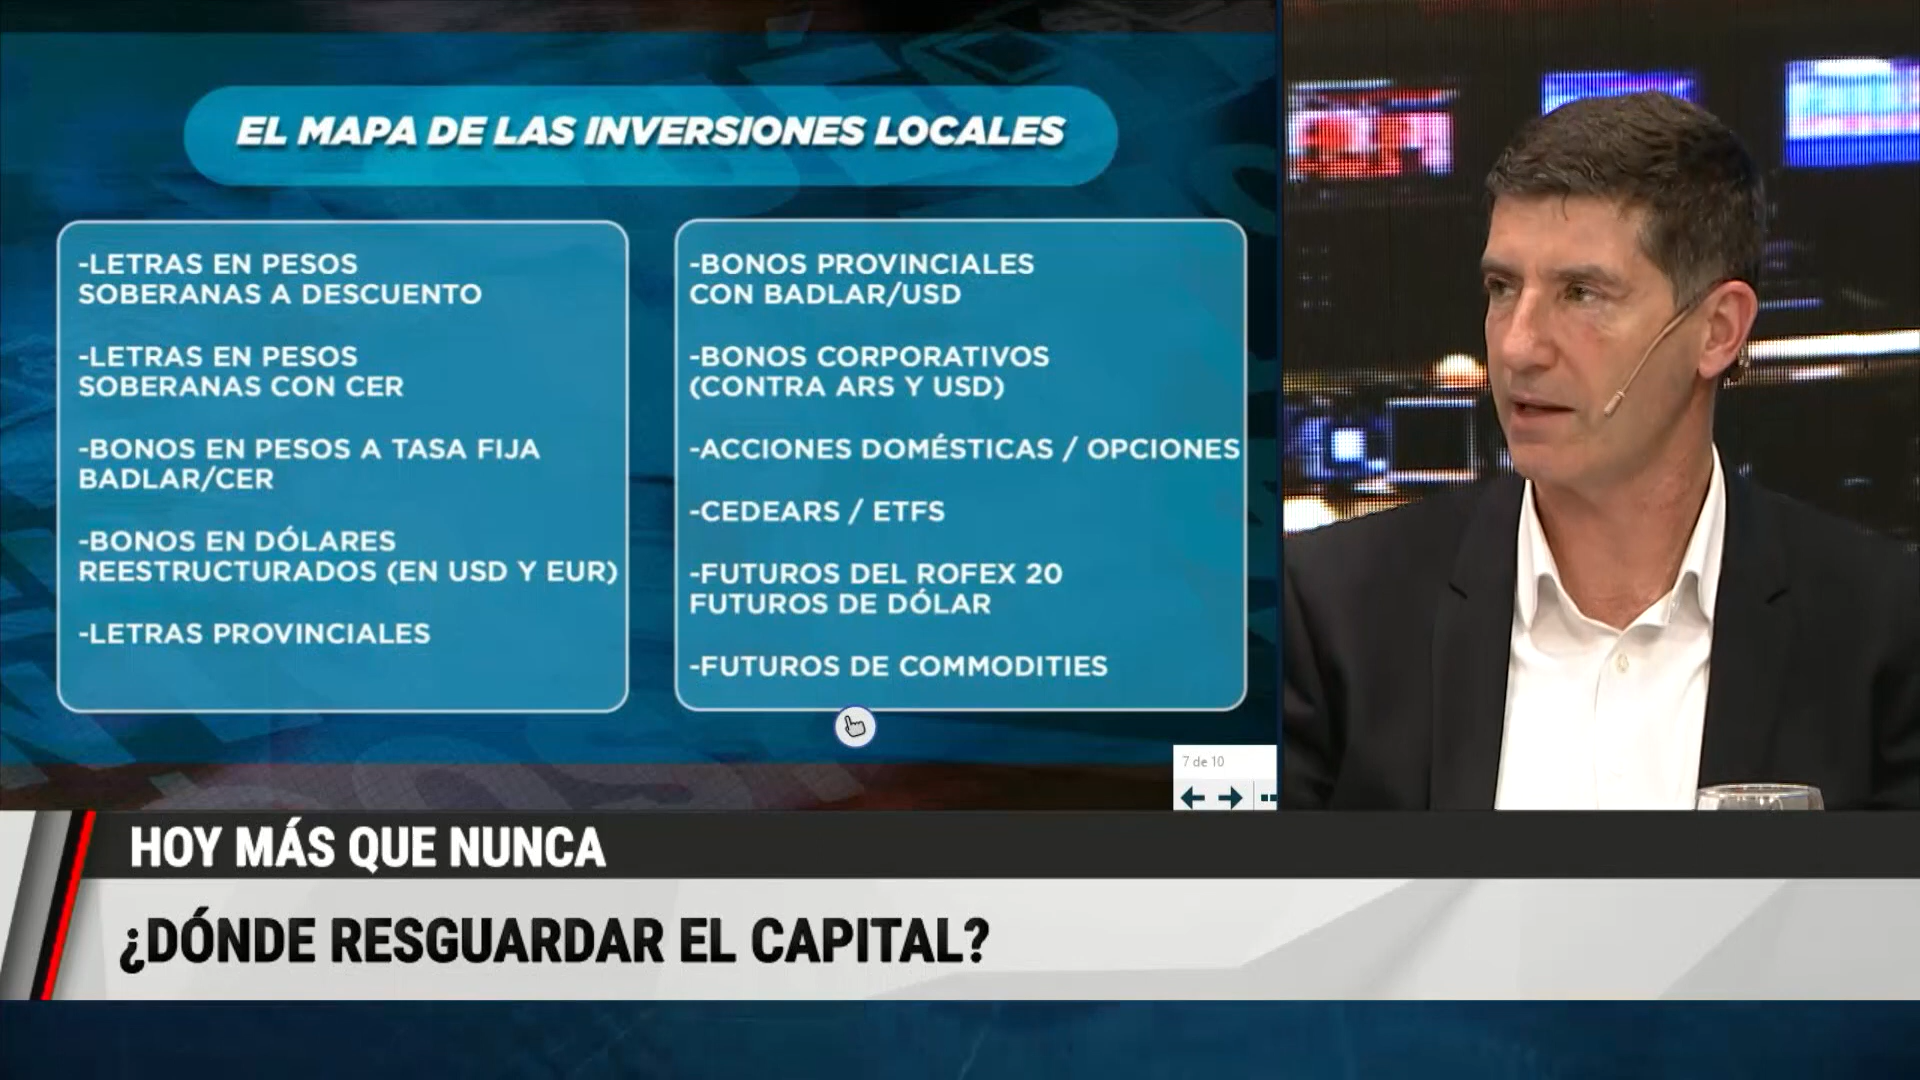 EL MAPA DE LAS INVERSIONES LOCALES
-LETRAS EN PESOS
SOBERANAS A DESCUENTO
-LETRAS EN PESOS
SOBERANAS CON CER
-BONOS EN PESOS A TASA FIJA
BADLAR/CER
-BONOS EN DÓLARES
REESTRUCTURADOS (EN USD Y EUR)
-LETRAS PROVINCIALES
-BONOS PROVINCIALES
CON BADLAR/USD
-BONOS CORPORATIVOS
(CONTRA ARS Y USD)
-ACCIONES DOMÉSTICAS / OPCIONES
-CEDEARS / ETFS
-FUTUROS DEL ROFEX 20
FUTUROS DE DÓLAR
-FUTUROS DE COMMODITIES
7 de 10
HOY MÁS QUE NUNCA
¿DÓNDE RESGUARDAR EL CAPITAL?